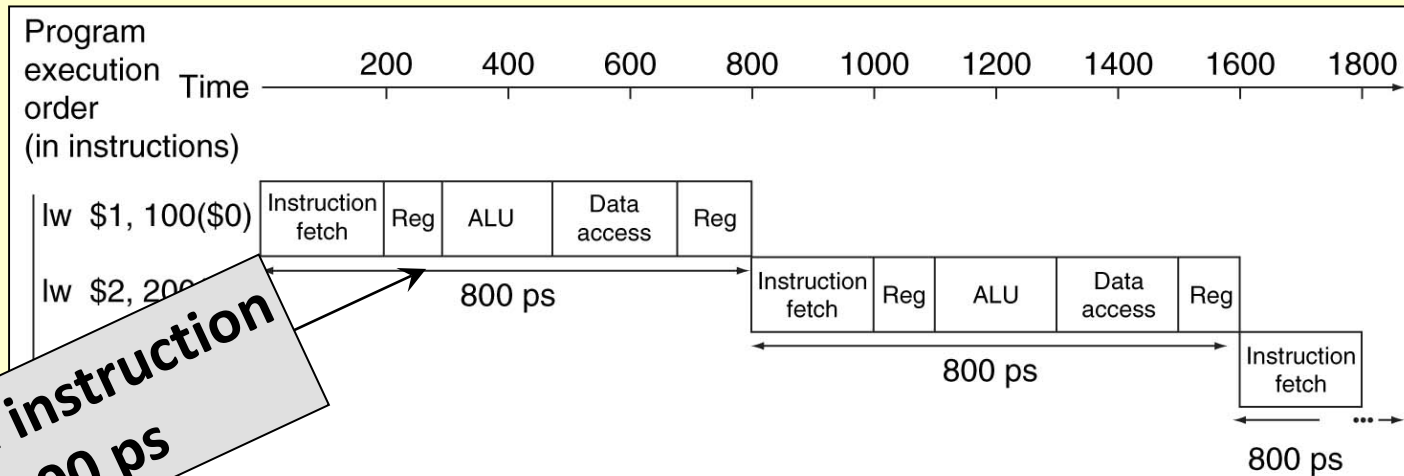 Program
execution
order
(in instructions)
Time
200 400 600 800 1000 1200 1400 1600 1800
lw $1, 100($0)
Instruction fetch Reg ALU Data access Reg
800 ps
lw $2, 
Instruction fetch Reg ALU Data access Reg
800 ps
Instruction fetch
...
800 ps
instruction
ps